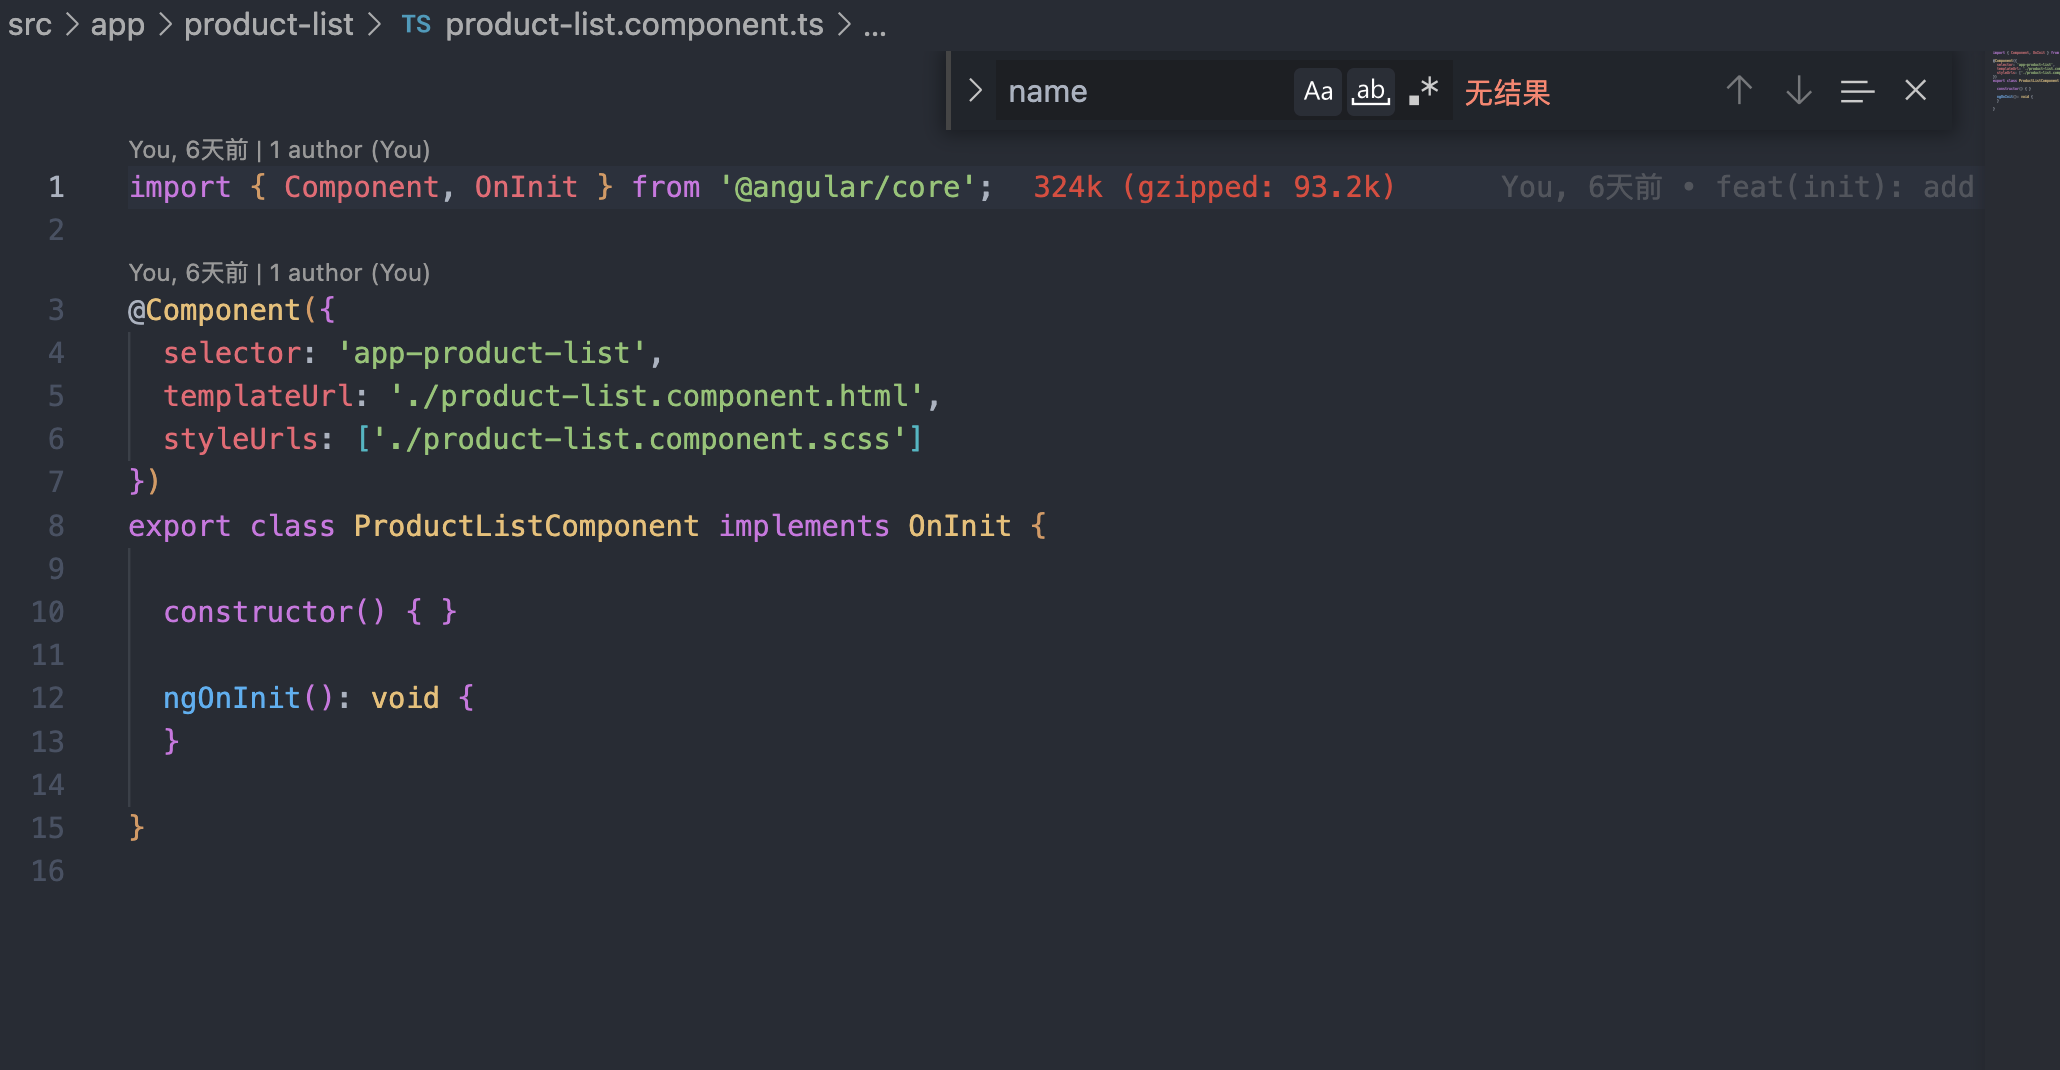 src > app > product-list > TS product-list.component.ts > ...
name Aa ab .* 无结果
You, 6天前 | 1 author (You)
1 import { Component, OnInit } from '@angular/core'; 324k (gzipped: 93.2k) You, 6天前 • feat(init): add
2
You, 6天前 | 1 author (You)
3 @Component({
4 selector: 'app-product-list',
5 templateUrl: './product-list.component.html',
6 styleUrls: ['./product-list.component.scss']
7 })
8 export class ProductListComponent implements OnInit {
9
10 constructor() { }
11
12 ngOnInit(): void {
13 }
14
15 }
16